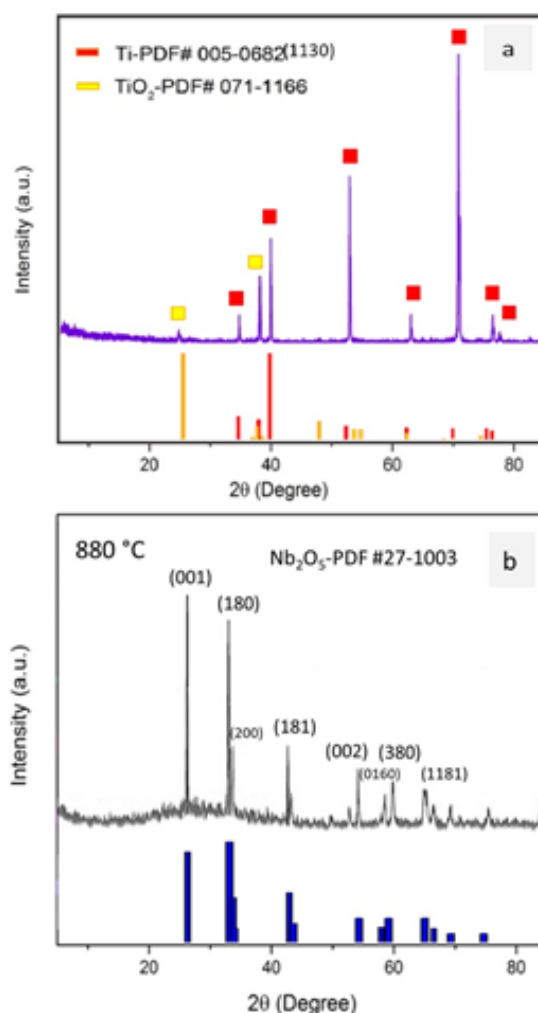 Ti-PDF# 005-0682(1130)
a
TiO₂-PDF# 071-1166
Intensity (a.u.)
20 40 60 80
2θ (Degree)
880 °C
Nb₂O₅-PDF #27-1003
b
(001)
(180)
(200)
(181)
(002)
(0160)
(380)
(1181)
Intensity (a.u.)
20 40 60 80
2θ (Degree)